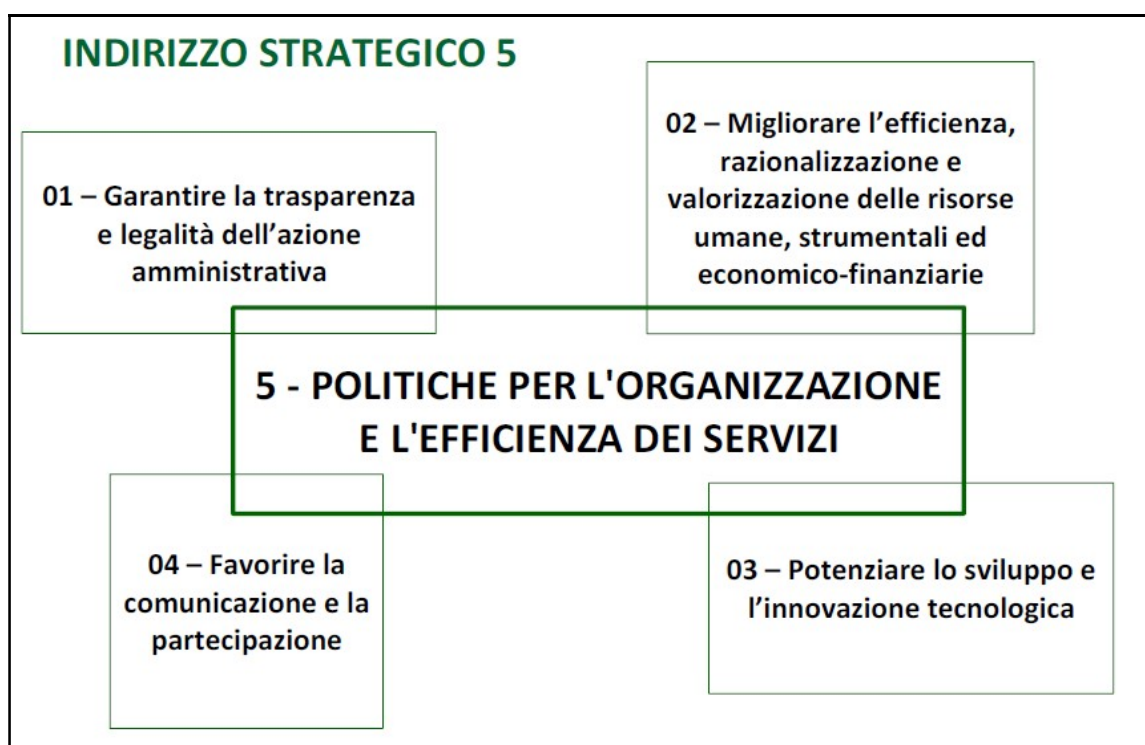 INDIRIZZO STRATEGICO 5
01 – Garantire la trasparenza
e legalità dell’azione
amministrativa
02 – Migliorare l’efficienza,
razionalizzazione e
valorizzazione delle risorse
umane, strumentali ed
economico-finanziarie
5 - POLITICHE PER L'ORGANIZZAZIONE
E L'EFFICIENZA DEI SERVIZI
04 – Favorire la
comunicazione e la
partecipazione
03 – Potenziare lo sviluppo e
l’innovazione tecnologica